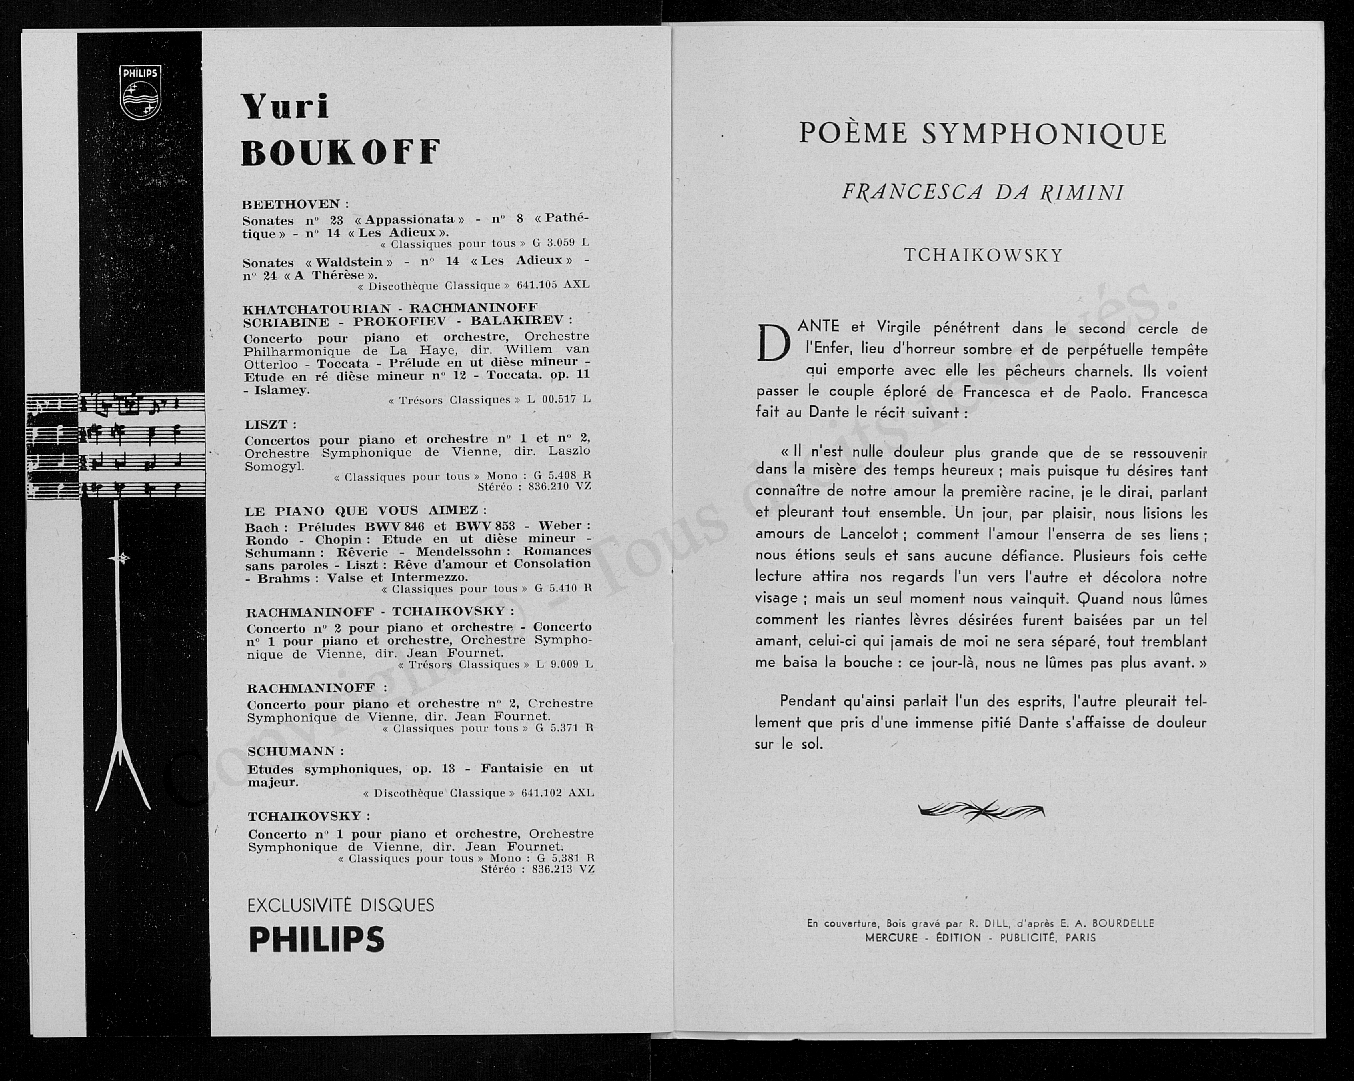 PHILIPS
Yuri
BOUKOFF
BEETHOVEN :
Sonates n° 23 « Appassionata » - n° 8 « Pathé-
tique » - n° 14 « Les Adieux ».
« Classiques pour tous » G 3.059 L
Sonates « Waldstein » - n° 14 « Les Adieux » -
n° 24 « A Thérèse ».
« Discothèque Classique » 641.105 AXL
KHATCHATOURIAN - RACHMANINOFF
SCRIABINE - PROKOFIEV - BALAKIREV :
Concerto pour piano et orchestre, Orchestre
Philharmonique de La Haye, dir. Willem van
Otterloo - Toccata - Prélude en ut dièse mineur -
Etude en ré dièse mineur n° 12 - Toccata. op. 11
- Islamey.
« Trésors Classiques » L 00.517 L
LISZT :
Concertos pour piano et orchestre n° 1 et n° 2,
Orchestre Symphonique de Vienne, dir. Laszlo
Somogyl.
« Classiques pour tous » Mono : G 5.408 R
Stéréo : 836.210 VZ
LE PIANO QUE VOUS AIMEZ :
Bach : Préludes BWV 846 et BWV 853 - Weber :
Rondo - Chopin : Etude en ut dièse mineur -
Schumann : Rêverie - Mendelssohn : Romances
sans paroles - Liszt : Rêve d'amour et Consolation
- Brahms : Valse et Intermezzo.
« Classiques pour tous » G 5.410 R
RACHMANINOFF - TCHAIKOVSKY :
Concerto n° 2 pour piano et orchestre - Concerto
n° 1 pour piano et orchestre, Orchestre Sympho-
nique de Vienne, dir. Jean Fournet.
« Trésors Classiques » L 9.009 L
RACHMANINOFF :
Concerto pour piano et orchestre n° 2, Orchestre
Symphonique de Vienne, dir. Jean Fournet.
« Classiques pour tous » G 5.371 R
SCHUMANN :
Etudes symphoniques, op. 13 - Fantaisie en ut
majeur.
« Discothèque Classique » 641.102 AXL
TCHAIKOVSKY :
Concerto n° 1 pour piano et orchestre, Orchestre
Symphonique de Vienne, dir. Jean Fournet.
« Classiques pour tous » Mono : G 5.381 R
Stéréo : 836.213 VZ
EXCLUSIVITÉ DISQUES
PHILIPS
POÈME SYMPHONIQUE
FRANCESCA DA RIMINI
TCHAIKOWSKY
DANTE et Virgile pénétrent dans le second cercle de
l'Enfer, lieu d'horreur sombre et de perpétuelle tempête
qui emporte avec elle les pêcheurs charnels. Ils voient
passer le couple éploré de Francesca et de Paolo. Francesca
fait au Dante le récit suivant :
« Il n'est nulle douleur plus grande que de se ressouvenir
dans la misère des temps heureux ; mais puisque tu désires tant
connaître de notre amour la première racine, je le dirai, parlant
et pleurant tout ensemble. Un jour, par plaisir, nous lisions les
amours de Lancelot ; comment l'amour l'enserra de ses liens ;
nous étions seuls et sans aucune défiance. Plusieurs fois cette
lecture attira nos regards l'un vers l'autre et décolora notre
visage ; mais un seul moment nous vainquit. Quand nous lûmes
comment les riantes lèvres désirées furent baisées par un tel
amant, celui-ci qui jamais de moi ne sera séparé, tout tremblant
me baisa la bouche : ce jour-là, nous ne lûmes pas plus avant. »
Pendant qu'ainsi parlait l'un des esprits, l'autre pleurait tel-
lement que pris d'une immense pitié Dante s'affaisse de douleur
sur le sol.
En couverture, Bois gravé par R. DILL, d'après E. A. BOURDELLE
MERCURE - ÉDITION - PUBLICITÉ, PARIS
Copyright © - Tous droits réservés.